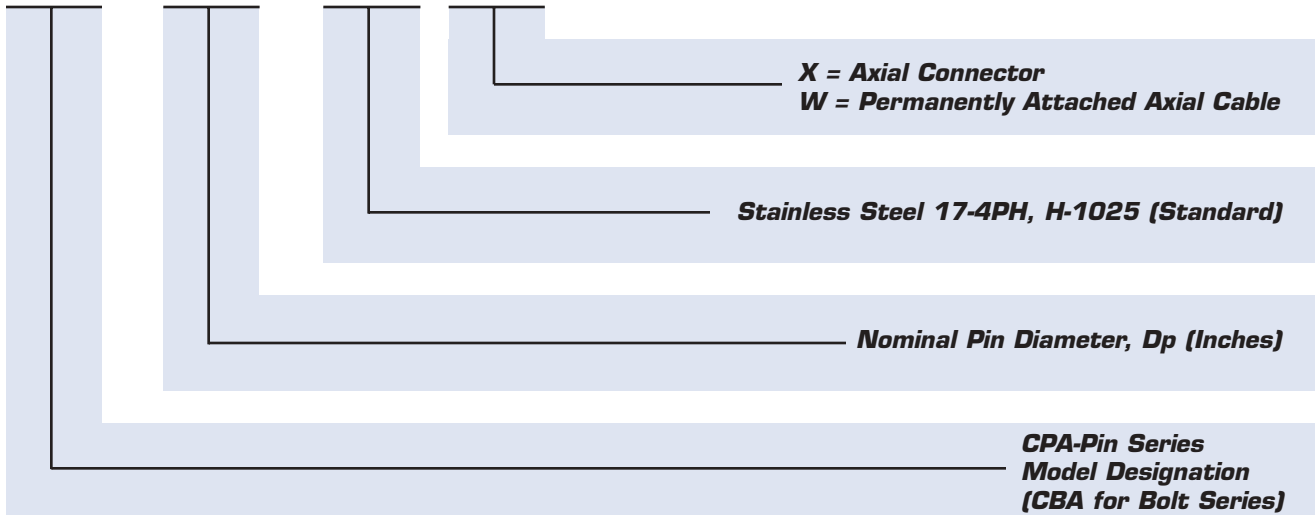 X = Axial Connector
W = Permanently Attached Axial Cable
Stainless Steel 17-4PH, H-1025 (Standard)
Nominal Pin Diameter, Dp (Inches)
CPA-Pin Series
Model Designation
(CBA for Bolt Series)